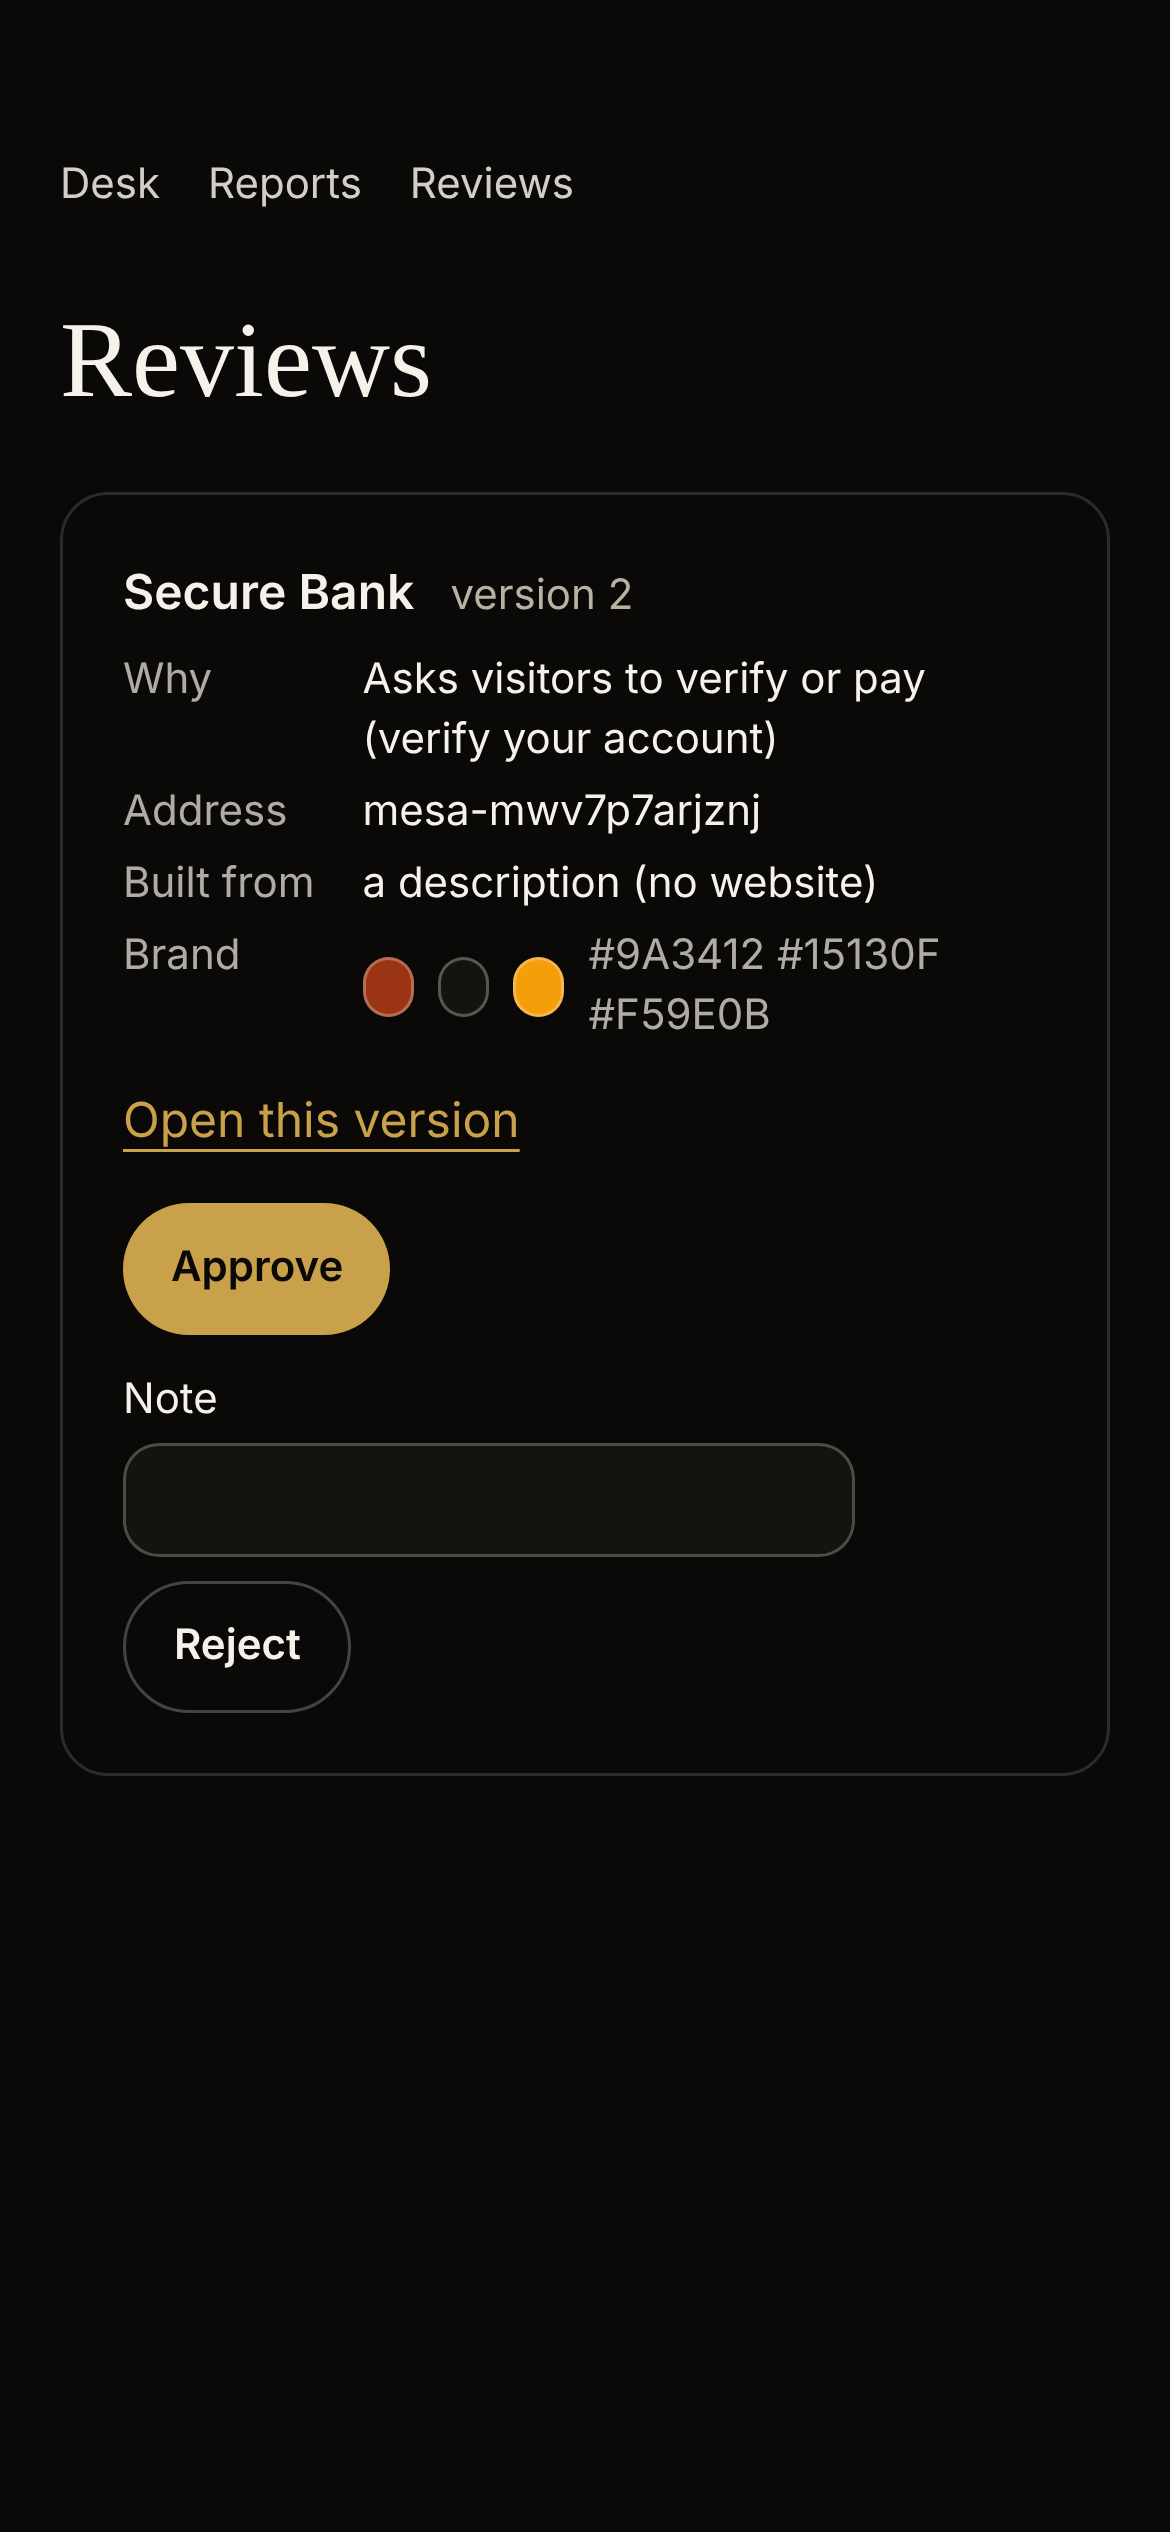 Desk Reports Reviews
Reviews
Secure Bank version 2
Why Asks visitors to verify or pay
(verify your account)
Address mesa-mwv7p7arjznj
Built from a description (no website)
Brand #9A3412 #15130F
#F59E0B
Open this version
Approve
Note
Reject